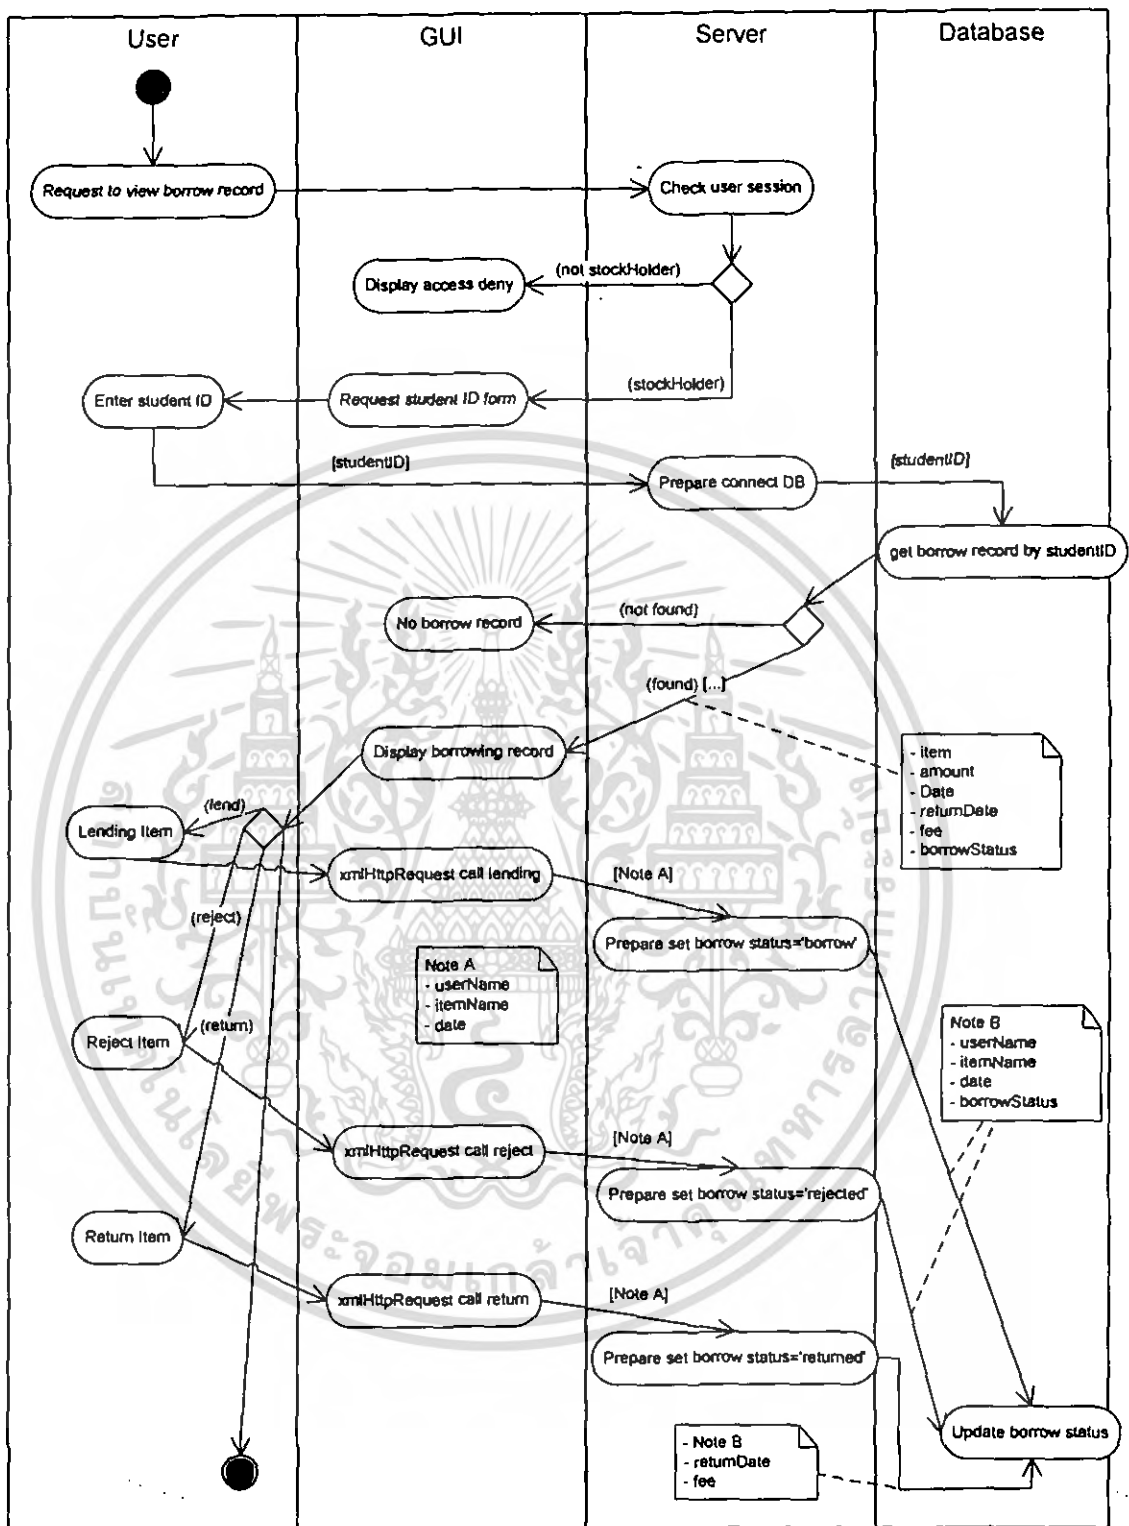 User
GUI
Server
Database
Request to view borrow record
Check user session
(not stockHolder)
Display access deny
(stockHolder)
Request student ID form
Enter student ID
[studentID]
Prepare connect DB
[studentID]
get borrow record by studentID
(not found)
No borrow record
(found) [...]
Display borrowing record
- item
- amount
- Date
- returnDate
- fee
- borrowStatus
(lend)
Lending Item
xmlHttpRequest call lending
[Note A]
Prepare set borrow status='borrow'
(reject)
Note A
- userName
- itemName
- date
(return)
Reject Item
Note B
- userName
- itemName
- date
- borrowStatus
xmlHttpRequest call reject
[Note A]
Prepare set borrow status='rejected'
Return Item
xmlHttpRequest call return
[Note A]
Prepare set borrow status='returned'
Update borrow status
- Note B
- returnDate
- fee